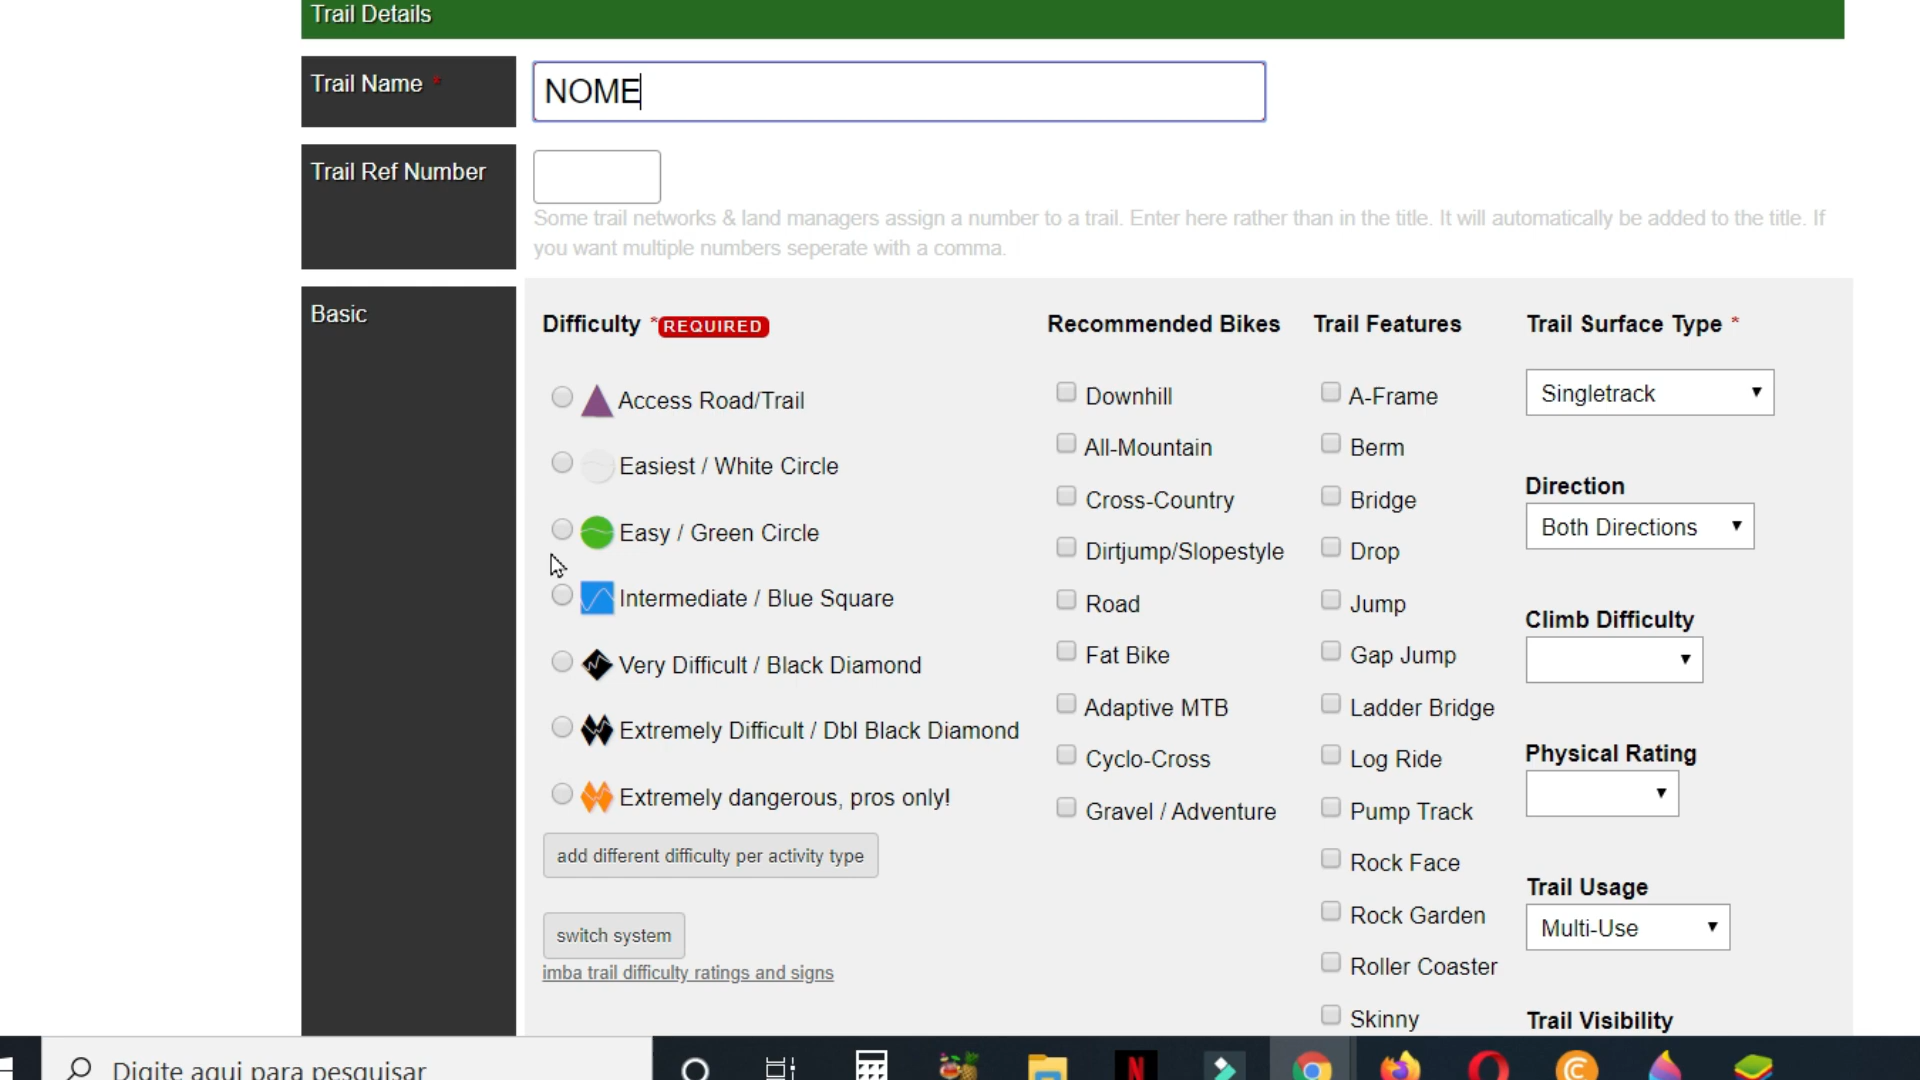 Trail Details
Trail Name *
NOME
Trail Ref Number
Some trail networks & land managers assign a number to a trail. Enter here rather than in the title. It will automatically be added to the title. If
you want multiple numbers seperate with a comma.
Basic
Difficulty *REQUIRED
Access Road/Trail
Easiest / White Circle
Easy / Green Circle
Intermediate / Blue Square
Very Difficult / Black Diamond
Extremely Difficult / Dbl Black Diamond
Extremely dangerous, pros only!
add different difficulty per activity type
switch system
imba trail difficulty ratings and signs
Recommended Bikes
Downhill
All-Mountain
Cross-Country
Dirtjump/Slopestyle
Road
Fat Bike
Adaptive MTB
Cyclo-Cross
Gravel / Adventure
Trail Features
A-Frame
Berm
Bridge
Drop
Jump
Gap Jump
Ladder Bridge
Log Ride
Pump Track
Rock Face
Rock Garden
Roller Coaster
Skinny
Trail Surface Type *
Singletrack
Direction
Both Directions
Climb Difficulty
Physical Rating
Trail Usage
Multi-Use
Trail Visibility
Digite aqui para pesquisar
N